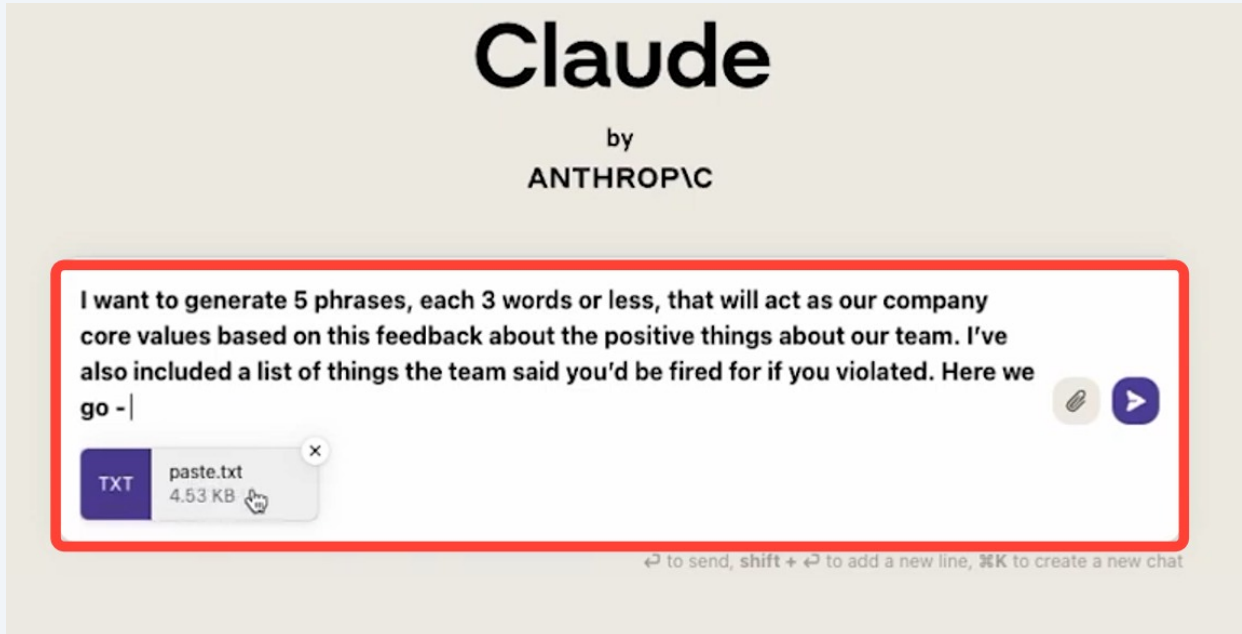 Claude
by
ANTHROP\C
I want to generate 5 phrases, each 3 words or less, that will act as our company
core values based on this feedback about the positive things about our team. I’ve
also included a list of things the team said you’d be fired for if you violated. Here we
go -
TXT
paste.txt
4.53 KB
⏎ to send, shift + ⏎ to add a new line, ⌘K to create a new chat